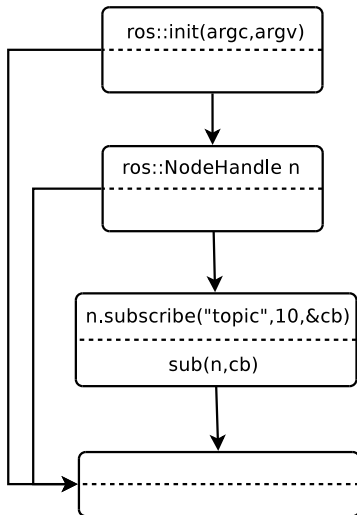 ros::init(argc,argv)
ros::NodeHandle n
n.subscribe("topic",10,&cb)
sub(n,cb)